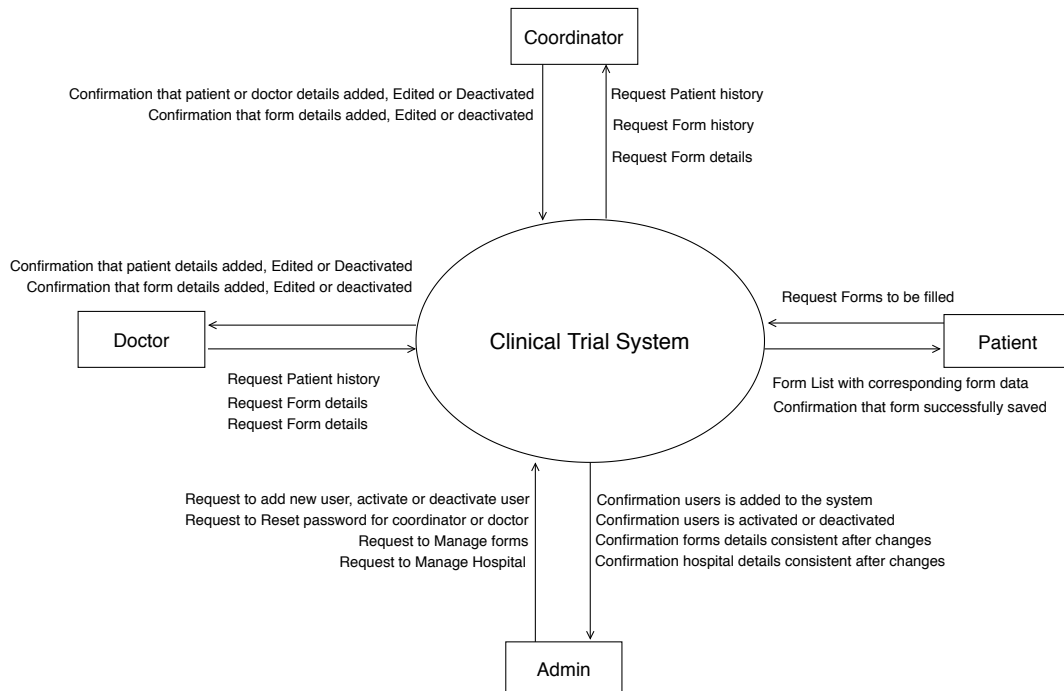 Coordinator
Confirmation that patient or doctor details added, Edited or Deactivated
Confirmation that form details added, Edited or deactivated
Request Patient history
Request Form history
Request Form details
Confirmation that patient details added, Edited or Deactivated
Confirmation that form details added, Edited or deactivated
Doctor
Request Patient history
Request Form details
Request Form details
Clinical Trial System
Request Forms to be filled
Patient
Form List with corresponding form data
Confirmation that form successfully saved
Request to add new user, activate or deactivate user
Request to Reset password for coordinator or doctor
Request to Manage forms
Request to Manage Hospital
Confirmation users is added to the system
Confirmation users is activated or deactivated
Confirmation forms details consistent after changes
Confirmation hospital details consistent after changes
Admin